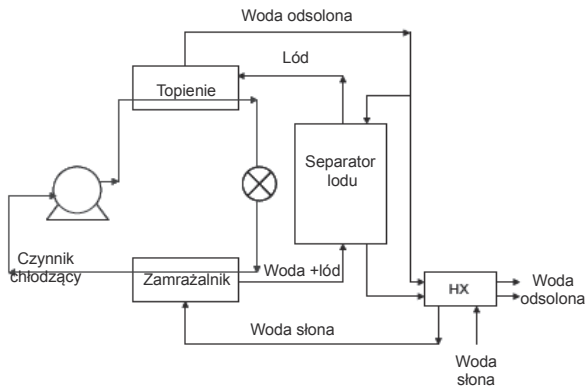 Woda odsolona
Lód
Topienie
Separator
lodu
Czynnik
chłodzący
Zamrażalnik
Woda +lód
HX
Woda
odsolona
Woda słona
Woda
słona